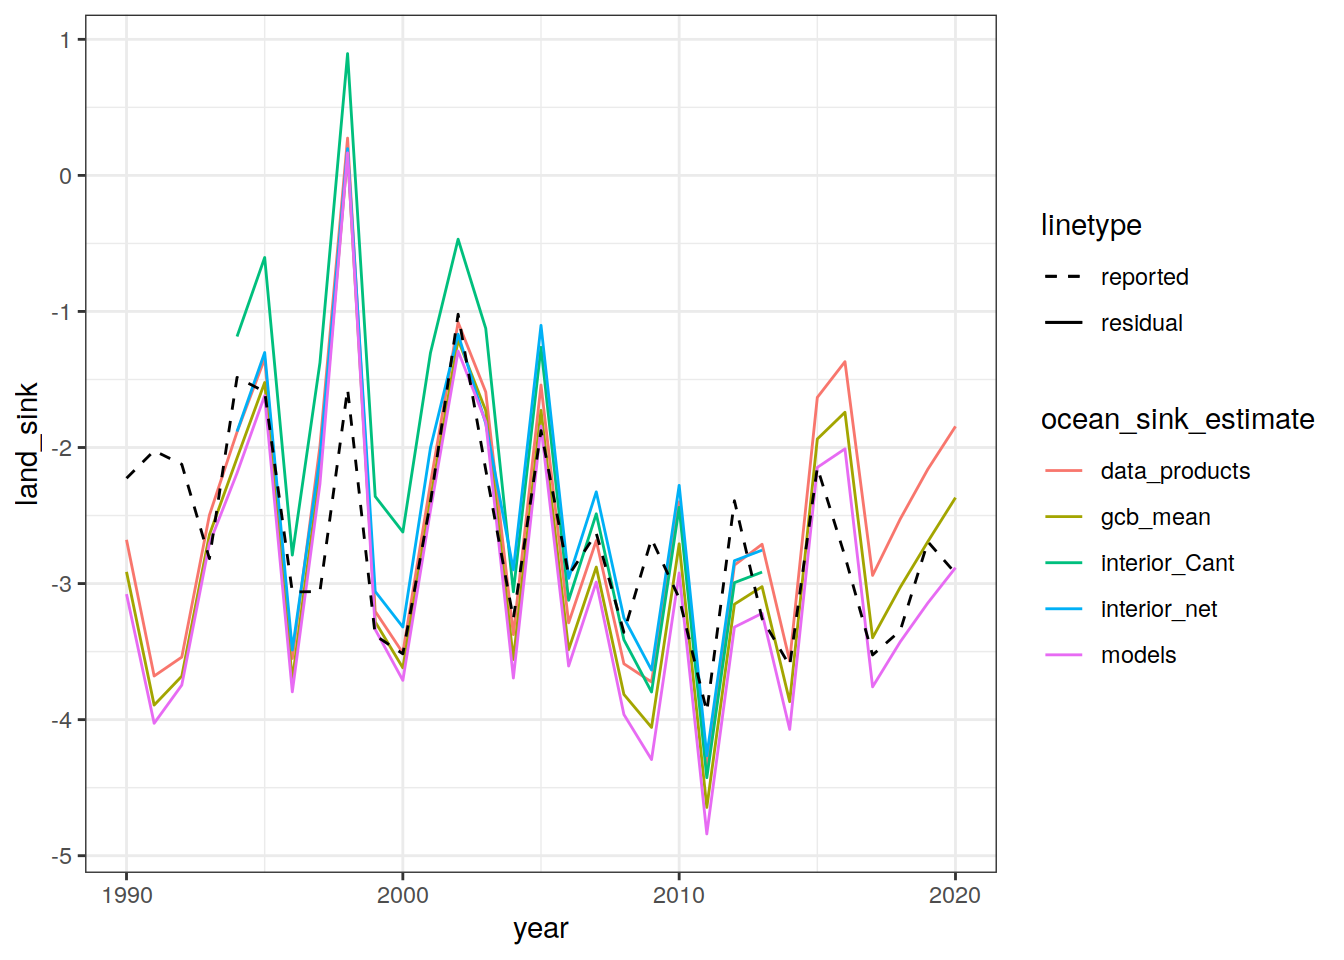 1
0
-1
-2
-3
-4
-5
land_sink
1990
2000
2010
2020
year
linetype
reported
residual
ocean_sink_estimate
data_products
gcb_mean
interior_Cant
interior_net
models